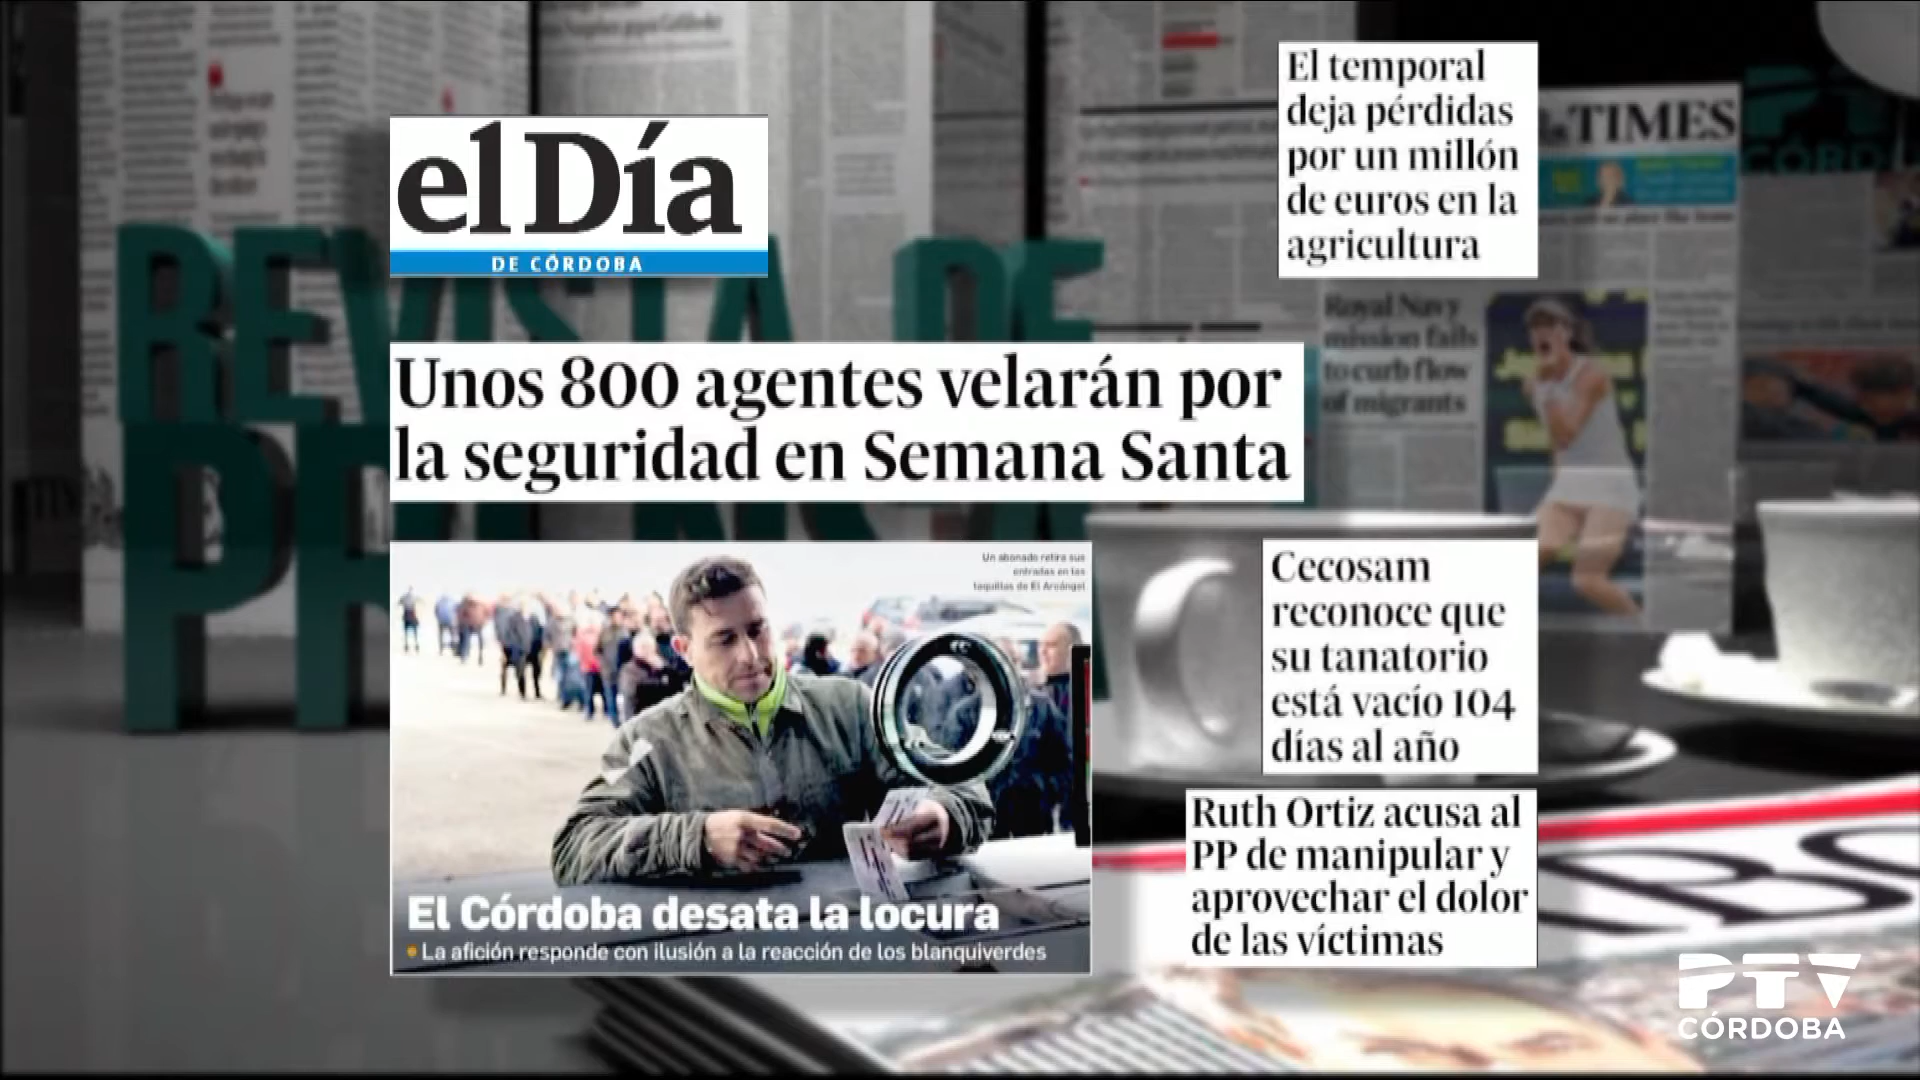 el Día
DE CÓRDOBA
El temporal
deja pérdidas
por un millón
de euros en la
agricultura
TIMES
REVISTA DE
Royal Navy
mission fails
to curb flow
of migrants
Unos 800 agentes velarán por
la seguridad en Semana Santa
Un abonado retira sus
entradas en las
taquillas de El Arcángel
El Córdoba desata la locura
La afición responde con ilusión a la reacción de los blanquiverdes
Cecosam
reconoce que
su tanatorio
está vacío 104
días al año
Ruth Ortiz acusa al
PP de manipular y
aprovechar el dolor
de las víctimas
PTV
CÓRDOBA